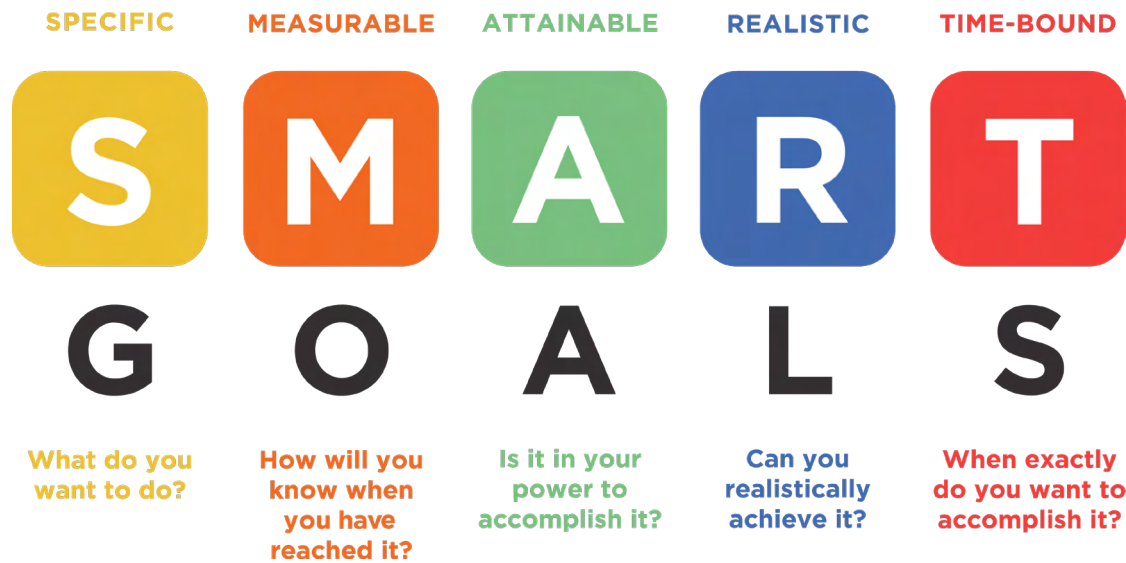 SPECIFIC MEASURABLE ATTAINABLE REALISTIC TIME-BOUND
S M A R T
G O A L S
What do you
want to do?
How will you
know when
you have
reached it?
Is it in your
power to
accomplish it?
Can you
realistically
achieve it?
When exactly
do you want to
accomplish it?